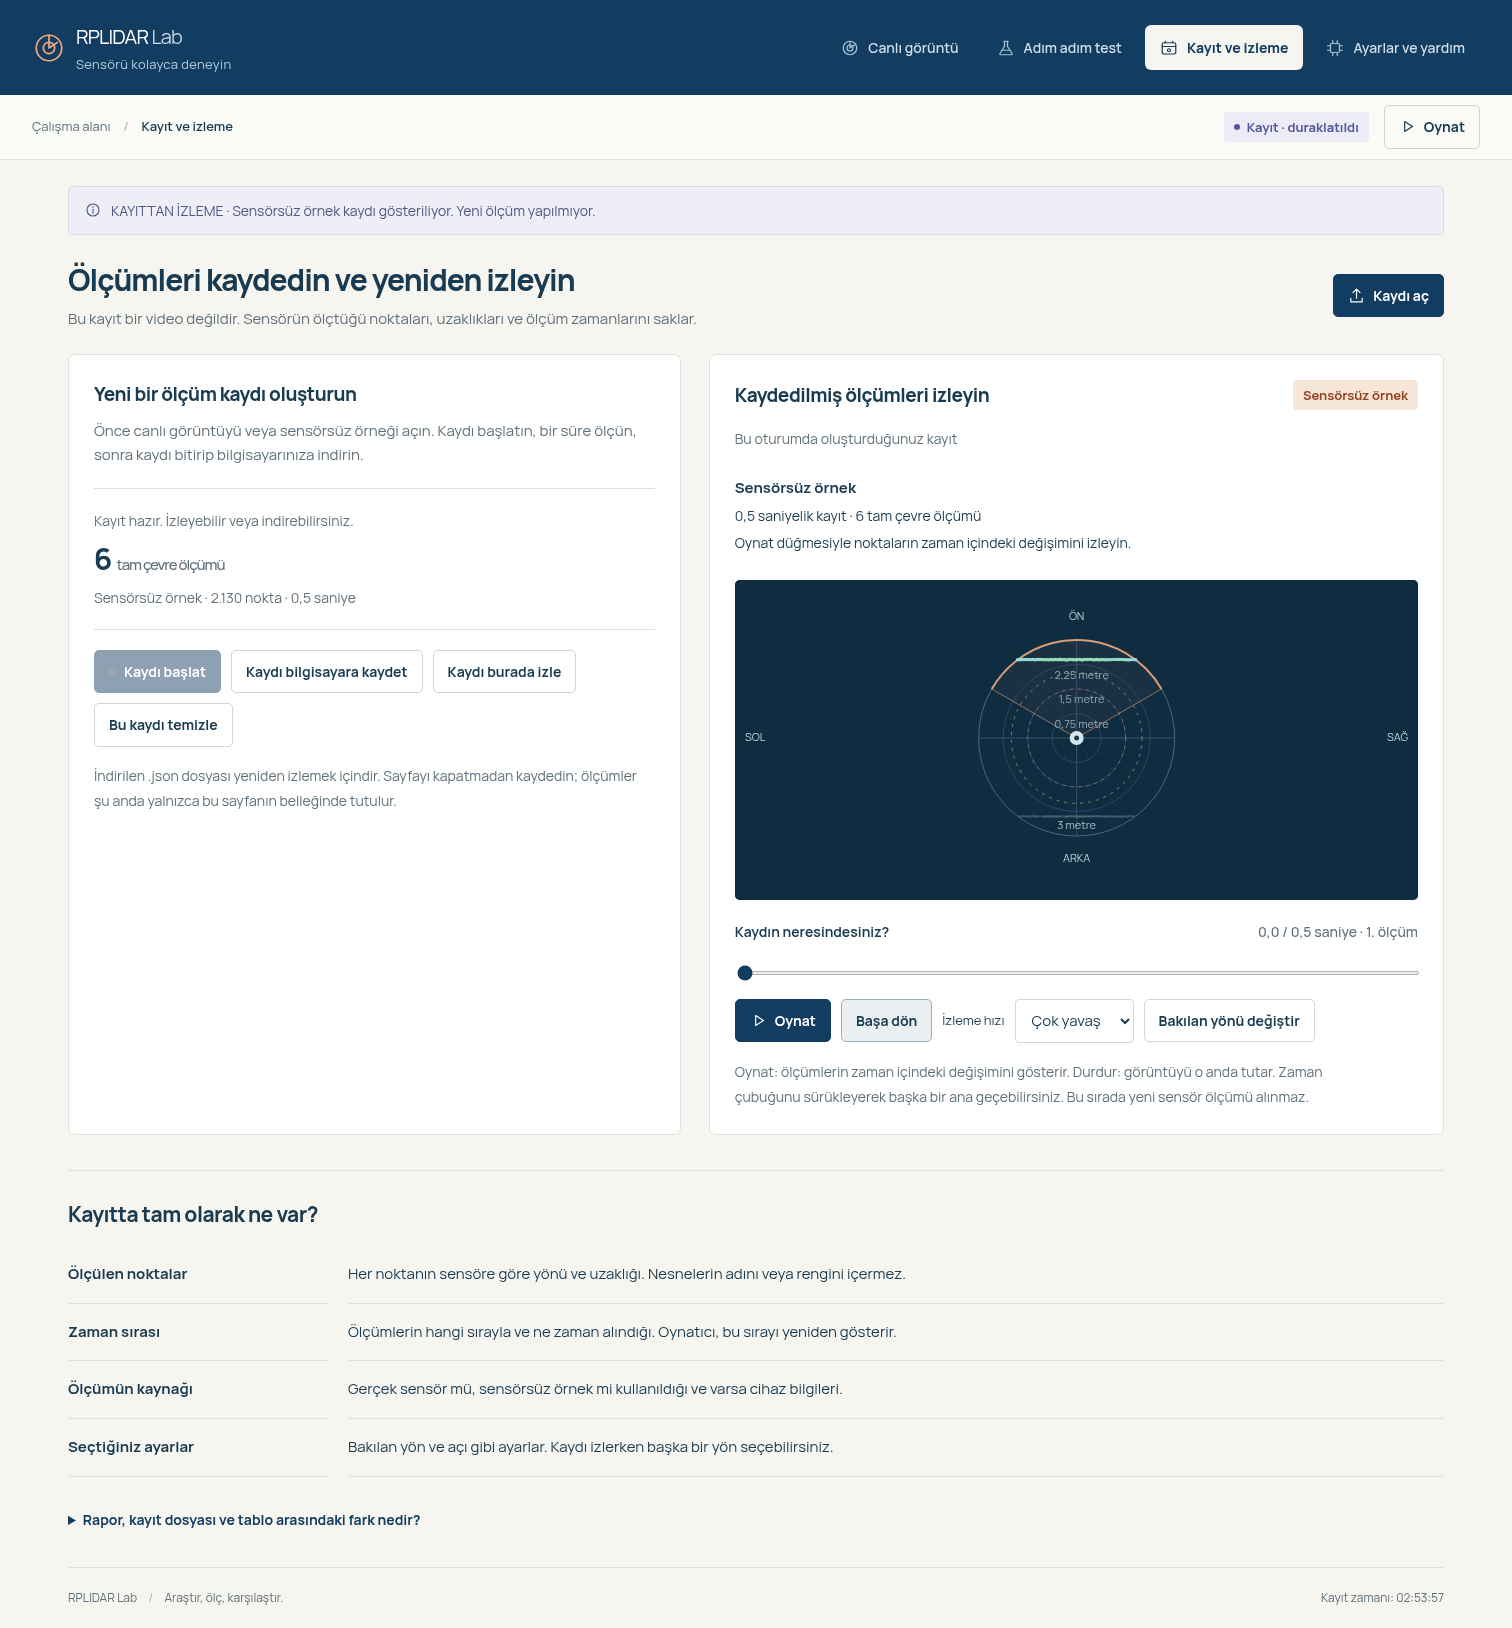 RPLIDAR Lab
Sensörü kolayca deneyin
Canlı görüntü
Adım adım test
Kayıt ve izleme
Ayarlar ve yardım
Çalışma alanı / Kayıt ve izleme
Kayıt · duraklatıldı
Oynat
KAYITTAN İZLEME · Sensörsüz örnek kaydı gösteriliyor. Yeni ölçüm yapılmıyor.
Ölçümleri kaydedin ve yeniden izleyin
Bu kayıt bir video değildir. Sensörün ölçtüğü noktaları, uzaklıkları ve ölçüm zamanlarını saklar.
Kaydı aç
Yeni bir ölçüm kaydı oluşturun
Önce canlı görüntüyü veya sensörsüz örneği açın. Kaydı başlatın, bir süre ölçün,
sonra kaydı bitirip bilgisayarınıza indirin.
Kayıt hazır. İzleyebilir veya indirebilirsiniz.
6 tam çevre ölçümü
Sensörsüz örnek · 2.130 nokta · 0,5 saniye
Kaydı başlat
Kaydı bilgisayara kaydet
Kaydı burada izle
Bu kaydı temizle
İndirilen .json dosyası yeniden izlemek içindir. Sayfayı kapatmadan kaydedin; ölçümler
şu anda yalnızca bu sayfanın belleğinde tutulur.
Kaydedilmiş ölçümleri izleyin
Sensörsüz örnek
Bu oturumda oluşturduğunuz kayıt
Sensörsüz örnek
0,5 saniyelik kayıt · 6 tam çevre ölçümü
Oynat düğmesiyle noktaların zaman içindeki değişimini izleyin.
ÖN
2,25 metre
1,5 metre
0,75 metre
SOL
SAĞ
3 metre
ARKA
Kaydın neresindesiniz?
0,0 / 0,5 saniye · 1. ölçüm
Oynat
Başa dön
İzleme hızı
Çok yavaş
Bakılan yönü değiştir
Oynat: ölçümlerin zaman içindeki değişimini gösterir. Durdur: görüntüyü o anda tutar. Zaman
çubuğunu sürükleyerek başka bir ana geçebilirsiniz. Bu sırada yeni sensör ölçümü alınmaz.
Kayıtta tam olarak ne var?
Ölçülen noktalar
Her noktanın sensöre göre yönü ve uzaklığı. Nesnelerin adını veya rengini içermez.
Zaman sırası
Ölçümlerin hangi sırayla ve ne zaman alındığı. Oynatıcı, bu sırayı yeniden gösterir.
Ölçümün kaynağı
Gerçek sensör mü, sensörsüz örnek mi kullanıldığı ve varsa cihaz bilgileri.
Seçtiğiniz ayarlar
Bakılan yön ve açı gibi ayarlar. Kaydı izlerken başka bir yön seçebilirsiniz.
Rapor, kayıt dosyası ve tablo arasındaki fark nedir?
RPLIDAR Lab / Araştır, ölç, karşılaştır.
Kayıt zamanı: 02:53:57